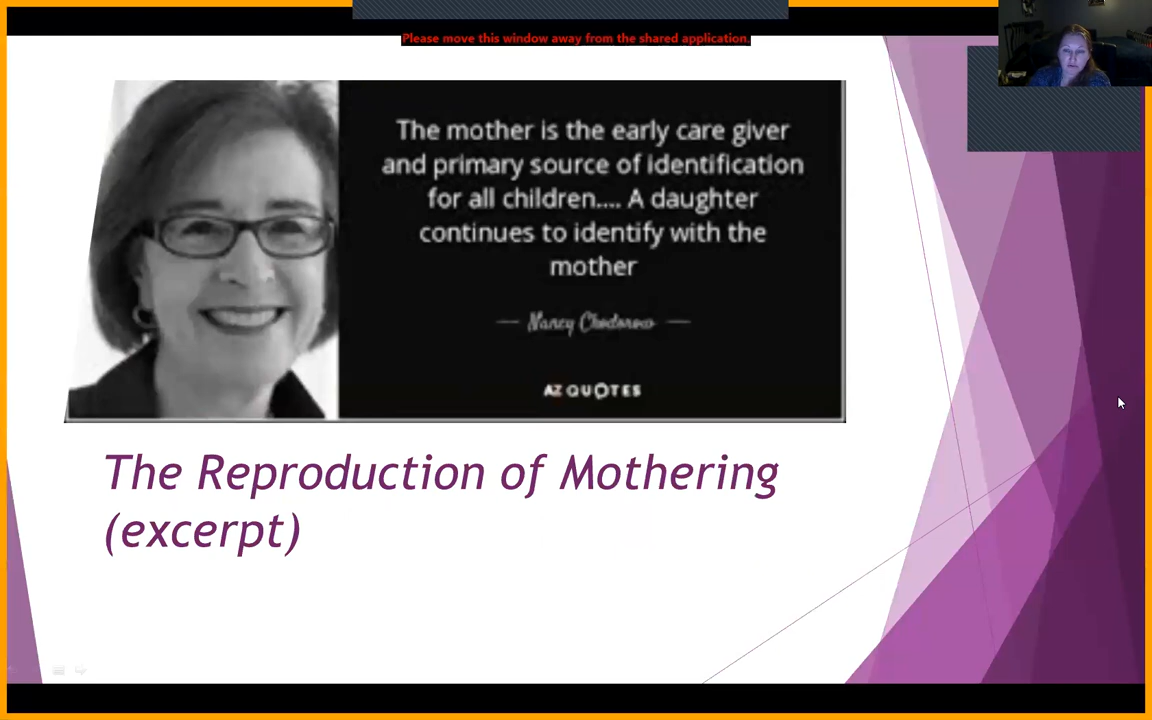 Please move this window away from the shared application.
The mother is the early care giver
and primary source of identification
for all children.... A daughter
continues to identify with the
mother
— Nancy Chodorow —
AZ QUOTES
The Reproduction of Mothering
(excerpt)